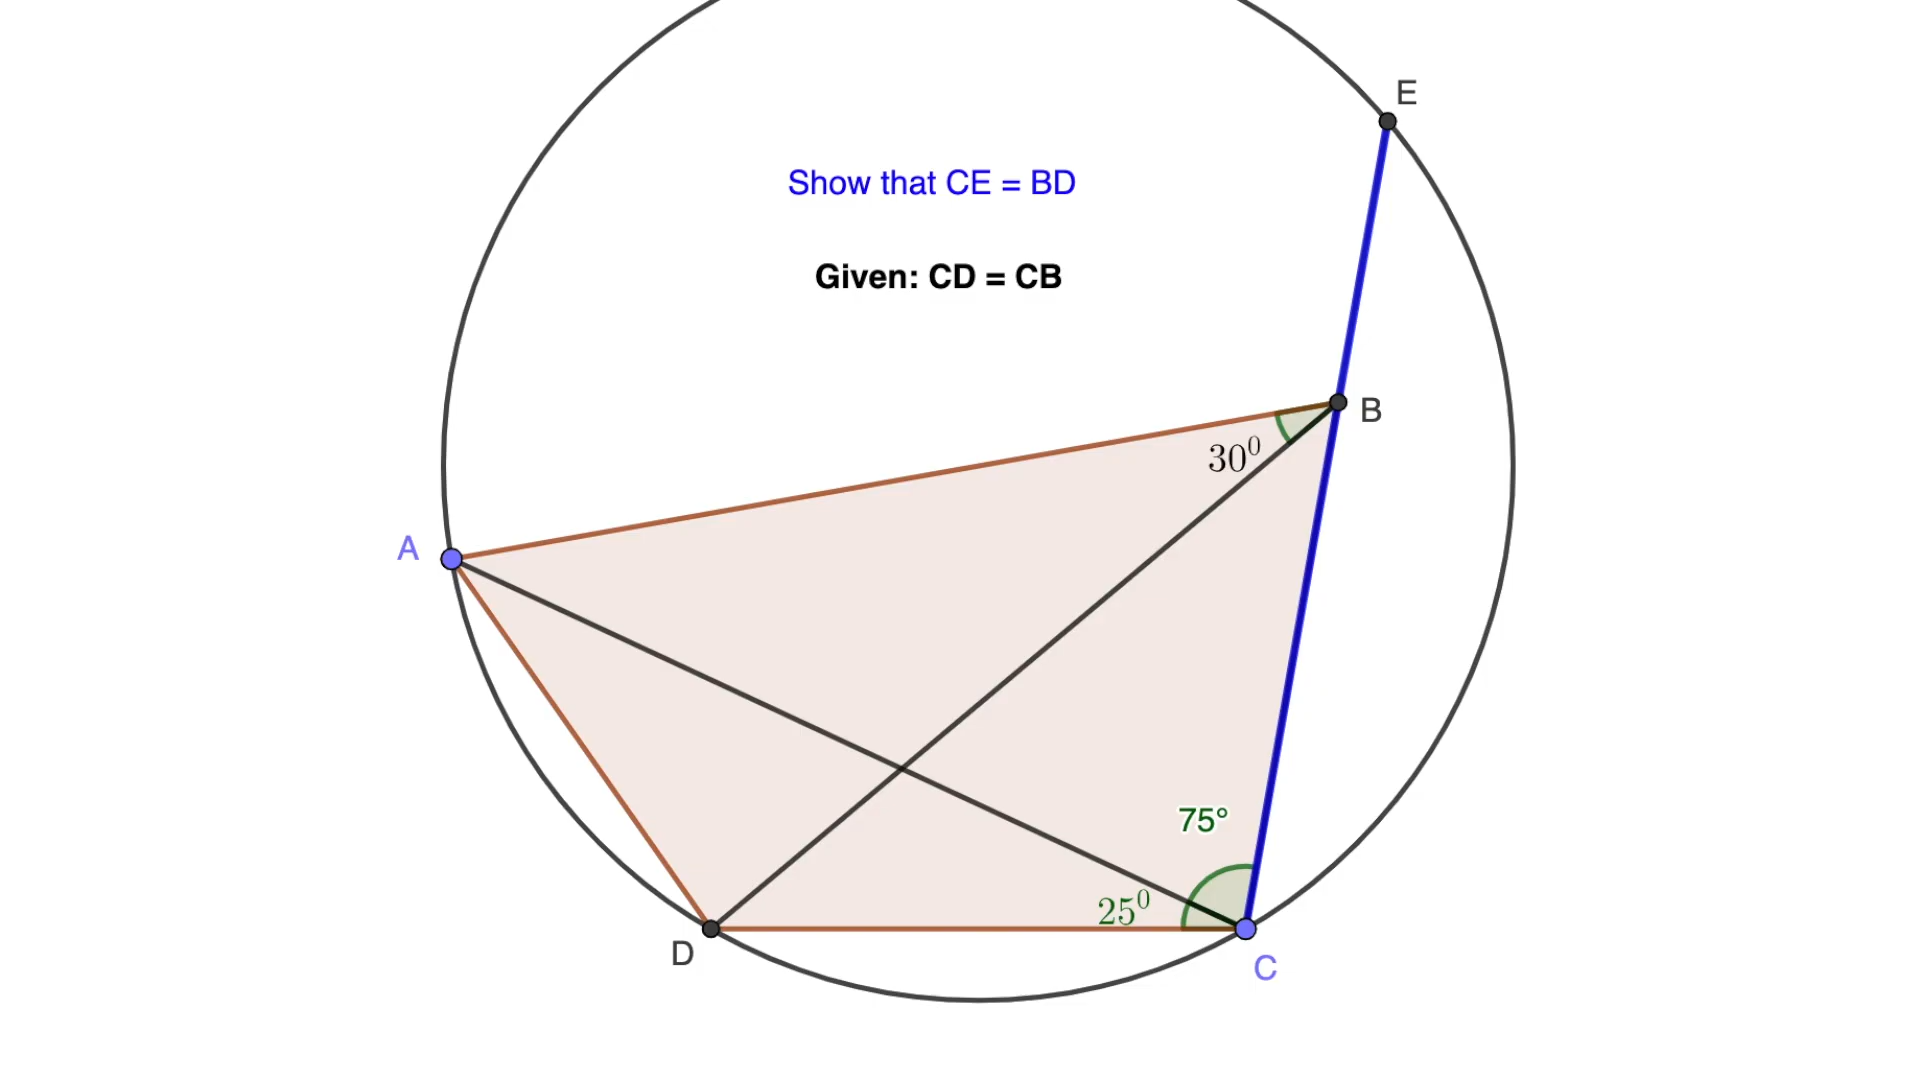 E
Show that CE = BD
Given: CD = CB
B
30⁰
A
75°
25⁰
D
C